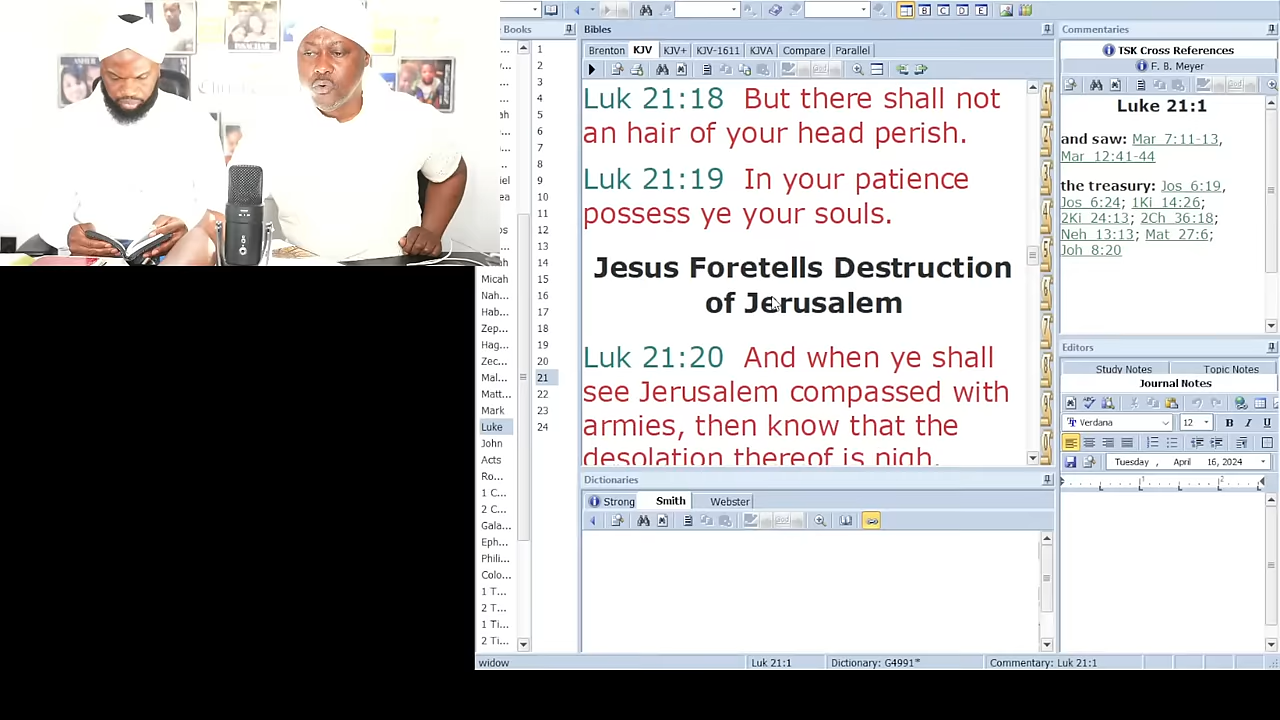 Books
Bibles
Commentaries
Brenton KJV KJV+ KJV-1611 KJVA Compare Parallel
TSK Cross References
F. B. Meyer
Luk 21:18 But there shall not
an hair of your head perish.
Luk 21:19 In your patience
possess ye your souls.
Jesus Foretells Destruction
of Jerusalem
Luk 21:20 And when ye shall
see Jerusalem compassed with
armies, then know that the
desolation thereof is nigh.
Luke 21:1
and saw: Mar 7:11-13,
Mar 12:41-44
the treasury: Jos 6:19,
Jos 6:24; 1Ki 14:26;
2Ki 24:13; 2Ch 36:18;
Neh 13:13; Mat 27:6;
Joh 8:20
1
2
3
4
5
6
7
8
9
10
11
12
13
14
Micah 15
Nah... 16
Hab... 17
Zep... 18
Hag... 19
Zec... 20
Mal... 21
Matt... 22
Mark 23
Luke 24
John
Acts
Ro...
1 C...
2 C...
Gala...
Eph...
Phili...
Colo...
1 T...
2 T...
1 Ti...
2 Ti...
Dictionaries
Strong Smith Webster
Editors
Study Notes Topic Notes
Journal Notes
Verdana 12 B I U
Tuesday , April 16, 2024
1 2
widow Luk 21:1 Dictionary: G4991* Commentary: Luk 21:1